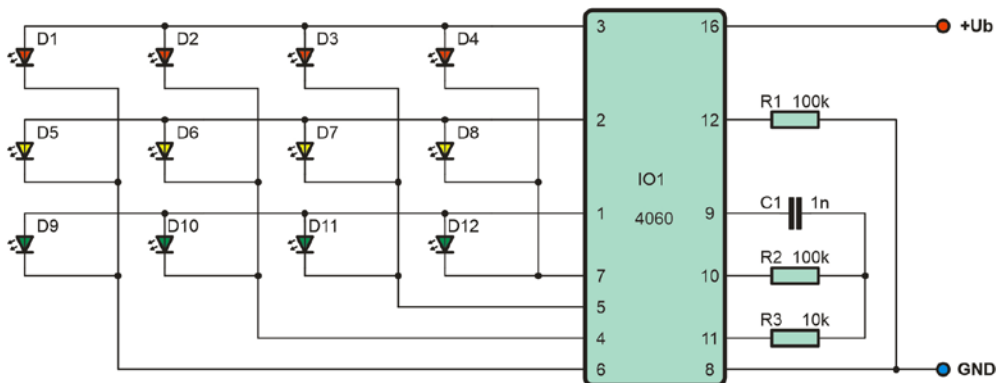 D1 D2 D3 D4 3 16 +Ub
R1 100k
D5 D6 D7 D8 2 12
IO1
C1 1n
D9 D10 D11 D12 1 4060 9
R2 100k
7 10
5
R3 10k
4 11
6 8 GND